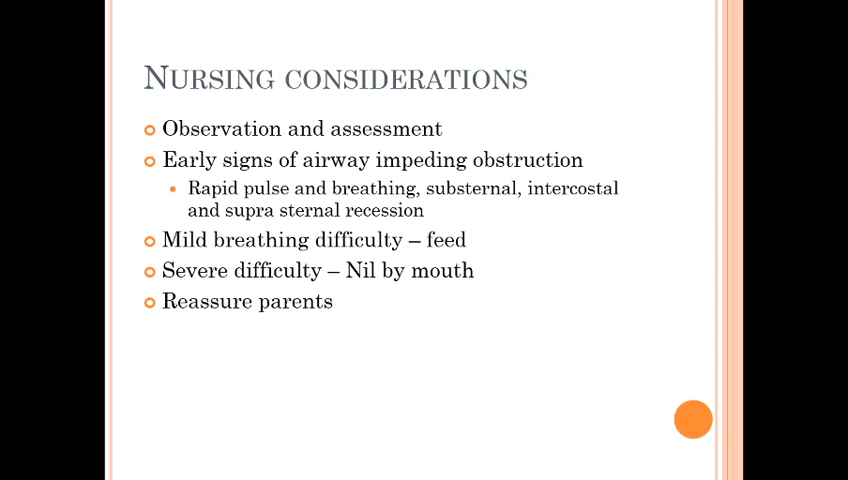 NURSING CONSIDERATIONS
Observation and assessment
Early signs of airway impeding obstruction
Rapid pulse and breathing, substernal, intercostal
and supra sternal recession
Mild breathing difficulty – feed
Severe difficulty – Nil by mouth
Reassure parents